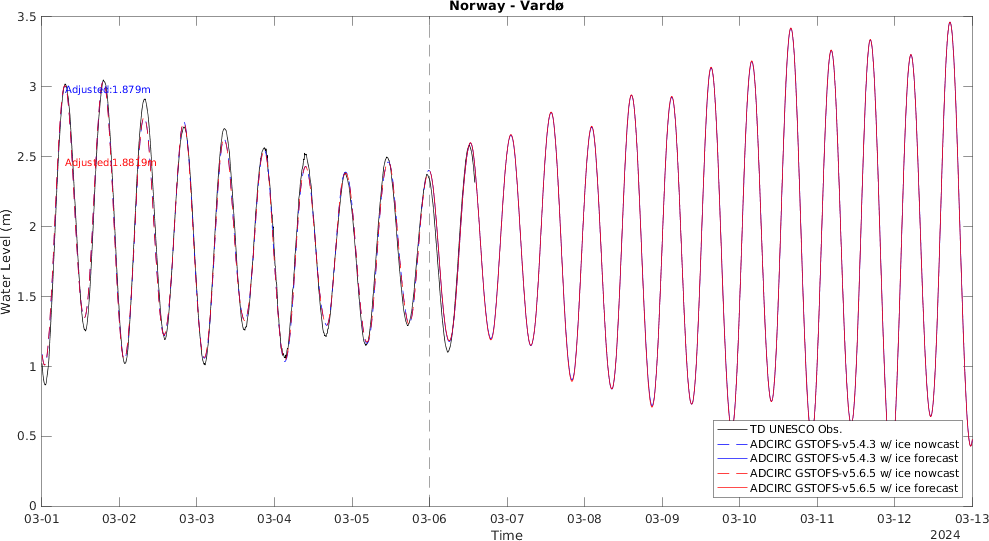 Norway - Vardø
3.5
3
2.5
2
1.5
1
0.5
0
Water Level (m)
Adjusted:1.879m
Adjusted:1.8819m
TD UNESCO Obs.
ADCIRC GSTOFS-v5.4.3 w/ ice nowcast
ADCIRC GSTOFS-v5.4.3 w/ ice forecast
ADCIRC GSTOFS-v5.6.5 w/ ice nowcast
ADCIRC GSTOFS-v5.6.5 w/ ice forecast
03-01 03-02 03-03 03-04 03-05 03-06 03-07 03-08 03-09 03-10 03-11 03-12 03-13
Time
2024